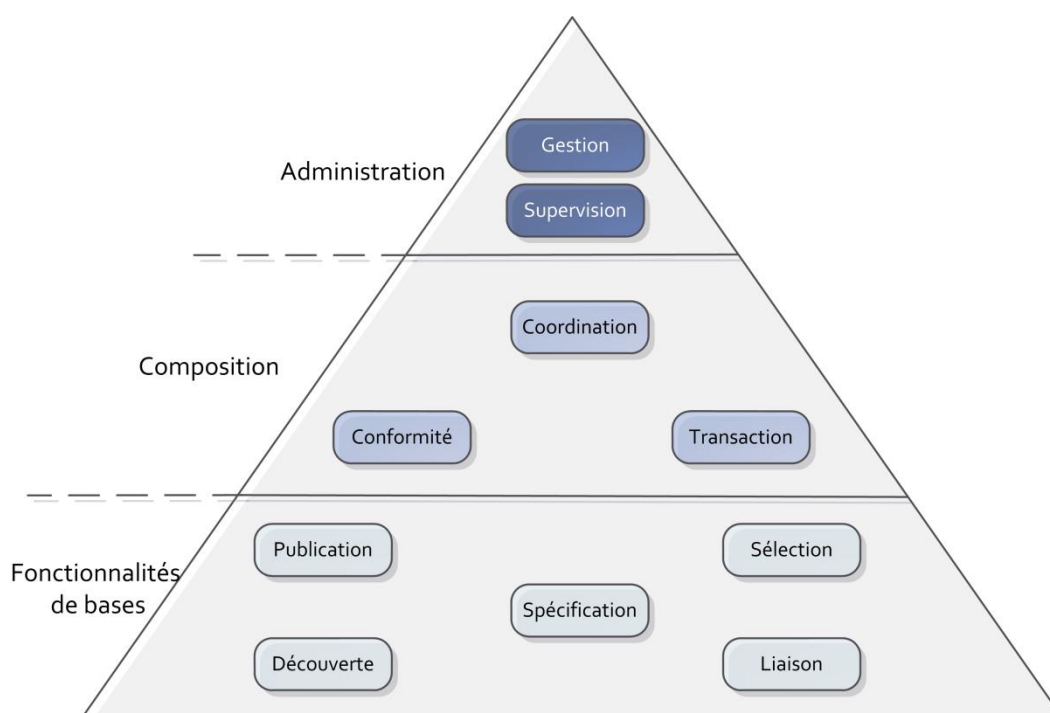 Gestion
Administration
Supervision
Coordination
Composition
Conformité
Transaction
Publication
Sélection
Fonctionnalités
de bases
Spécification
Découverte
Liaison